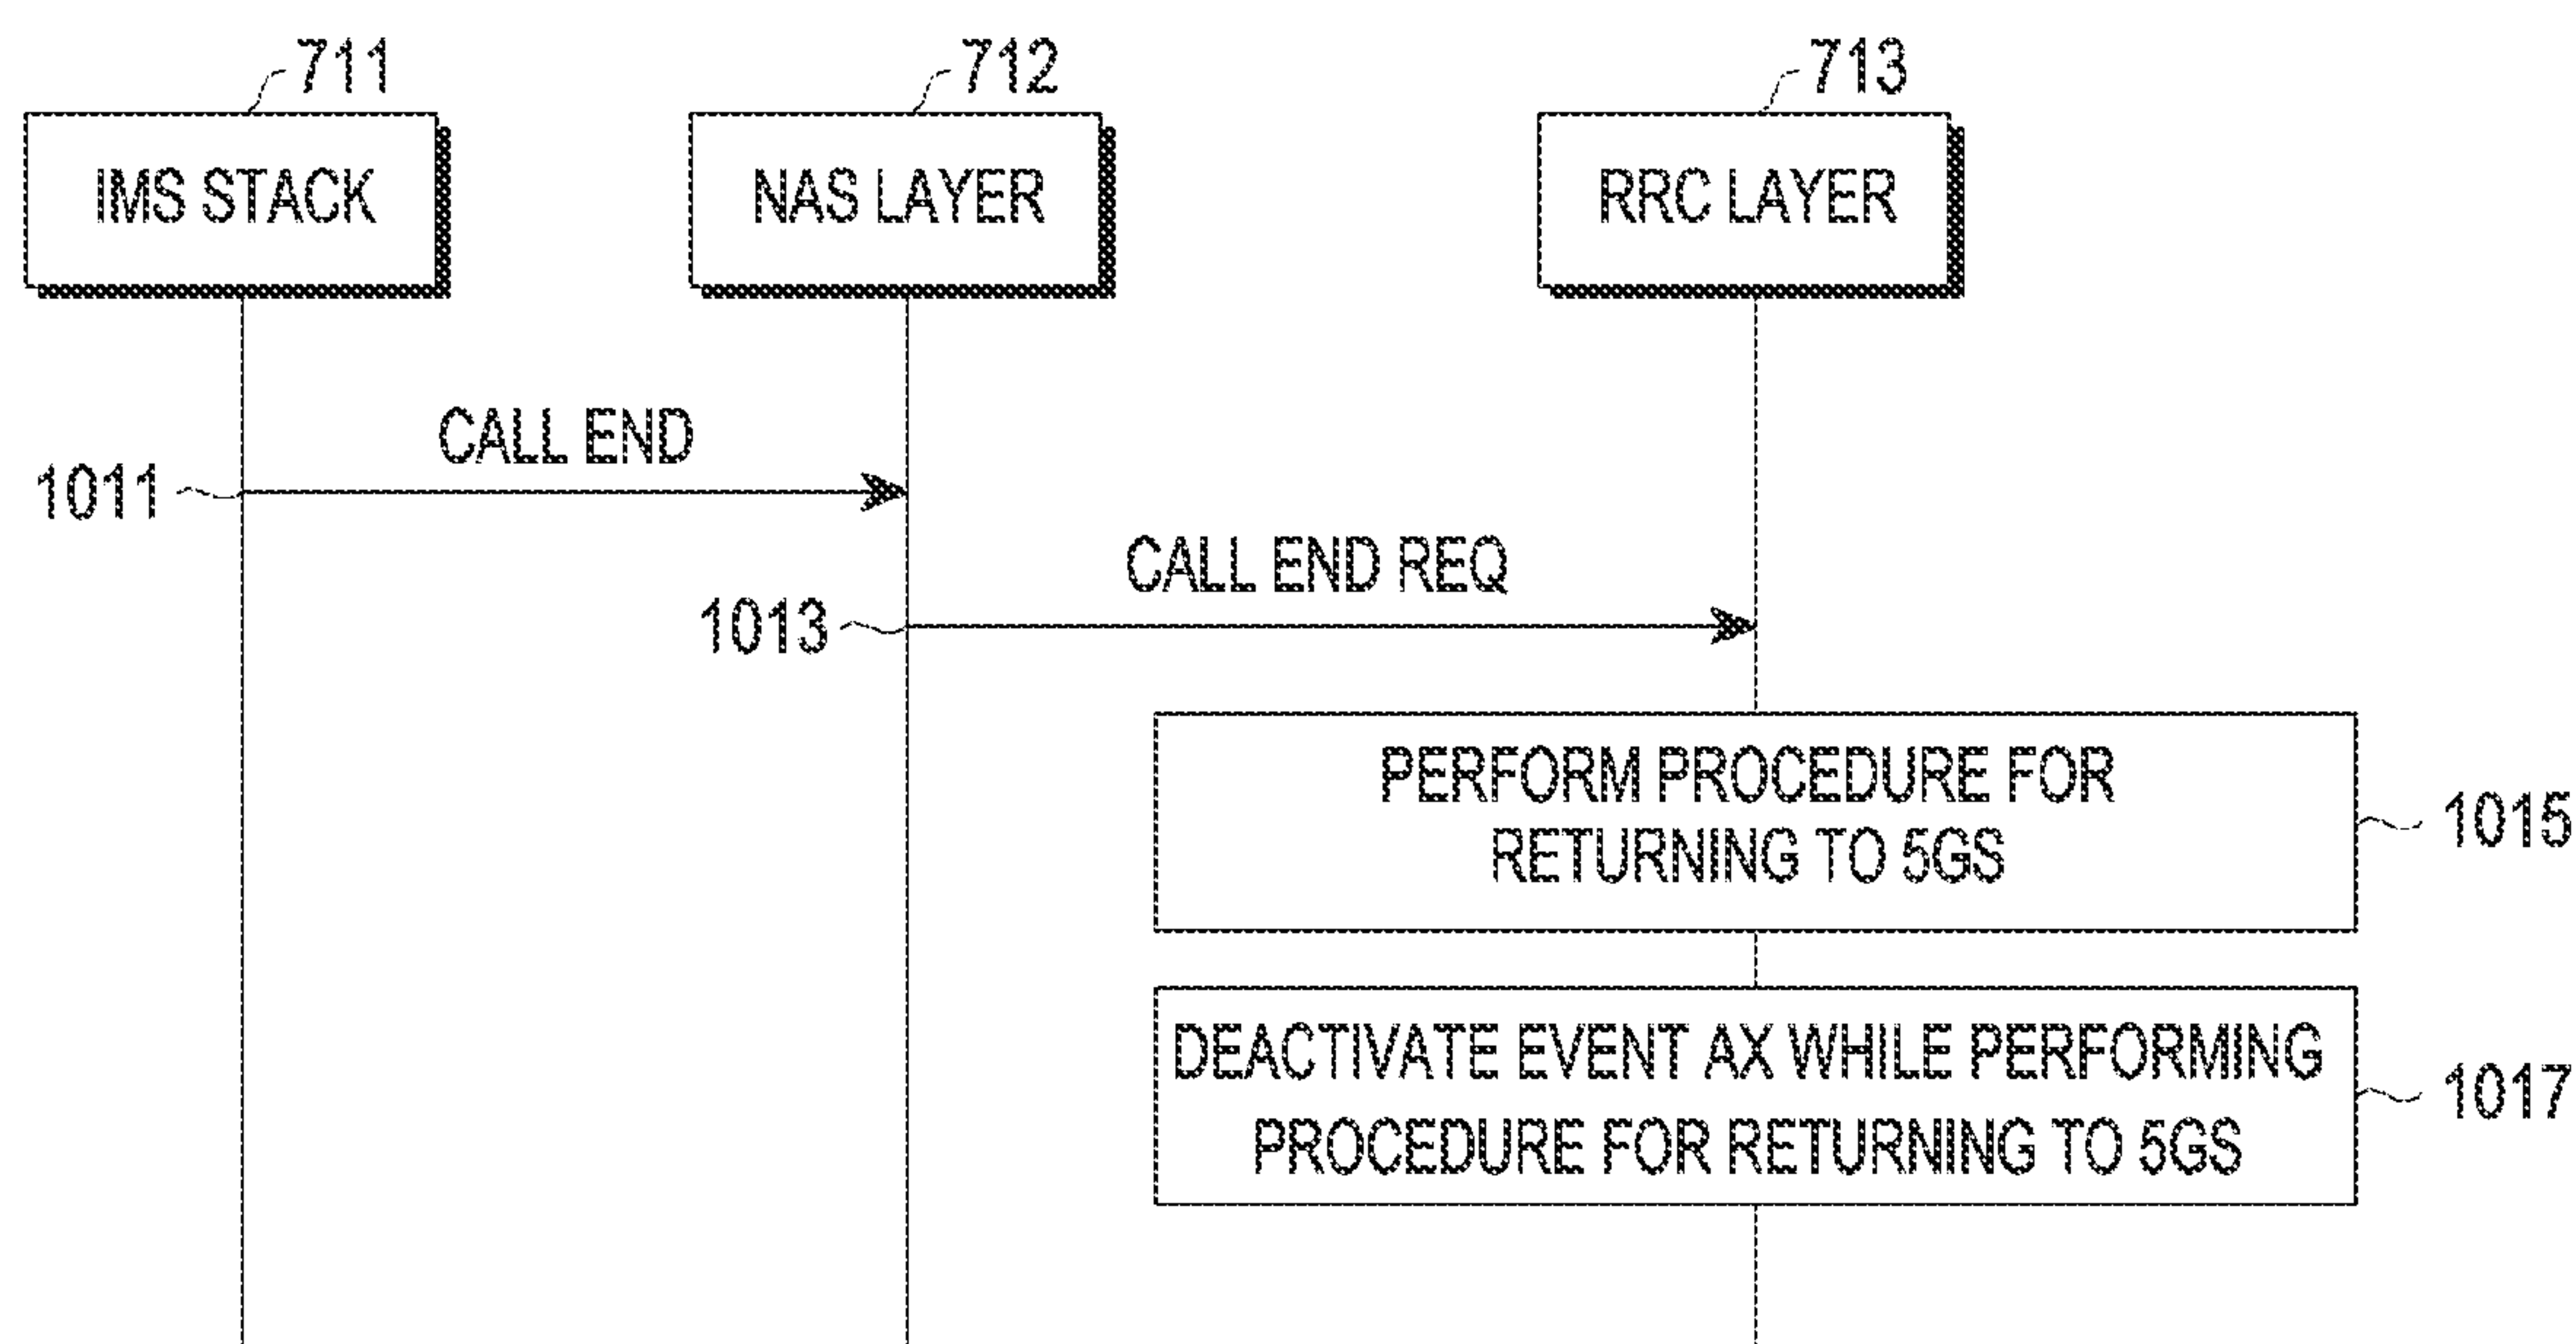 711
712
713
IMS STACK
NAS LAYER
RRC LAYER
CALL END
1011
CALL END REQ
1013
PERFORM PROCEDURE FOR
RETURNING TO 5GS
1015
DEACTIVATE EVENT AX WHILE PERFORMING
PROCEDURE FOR RETURNING TO 5GS
1017